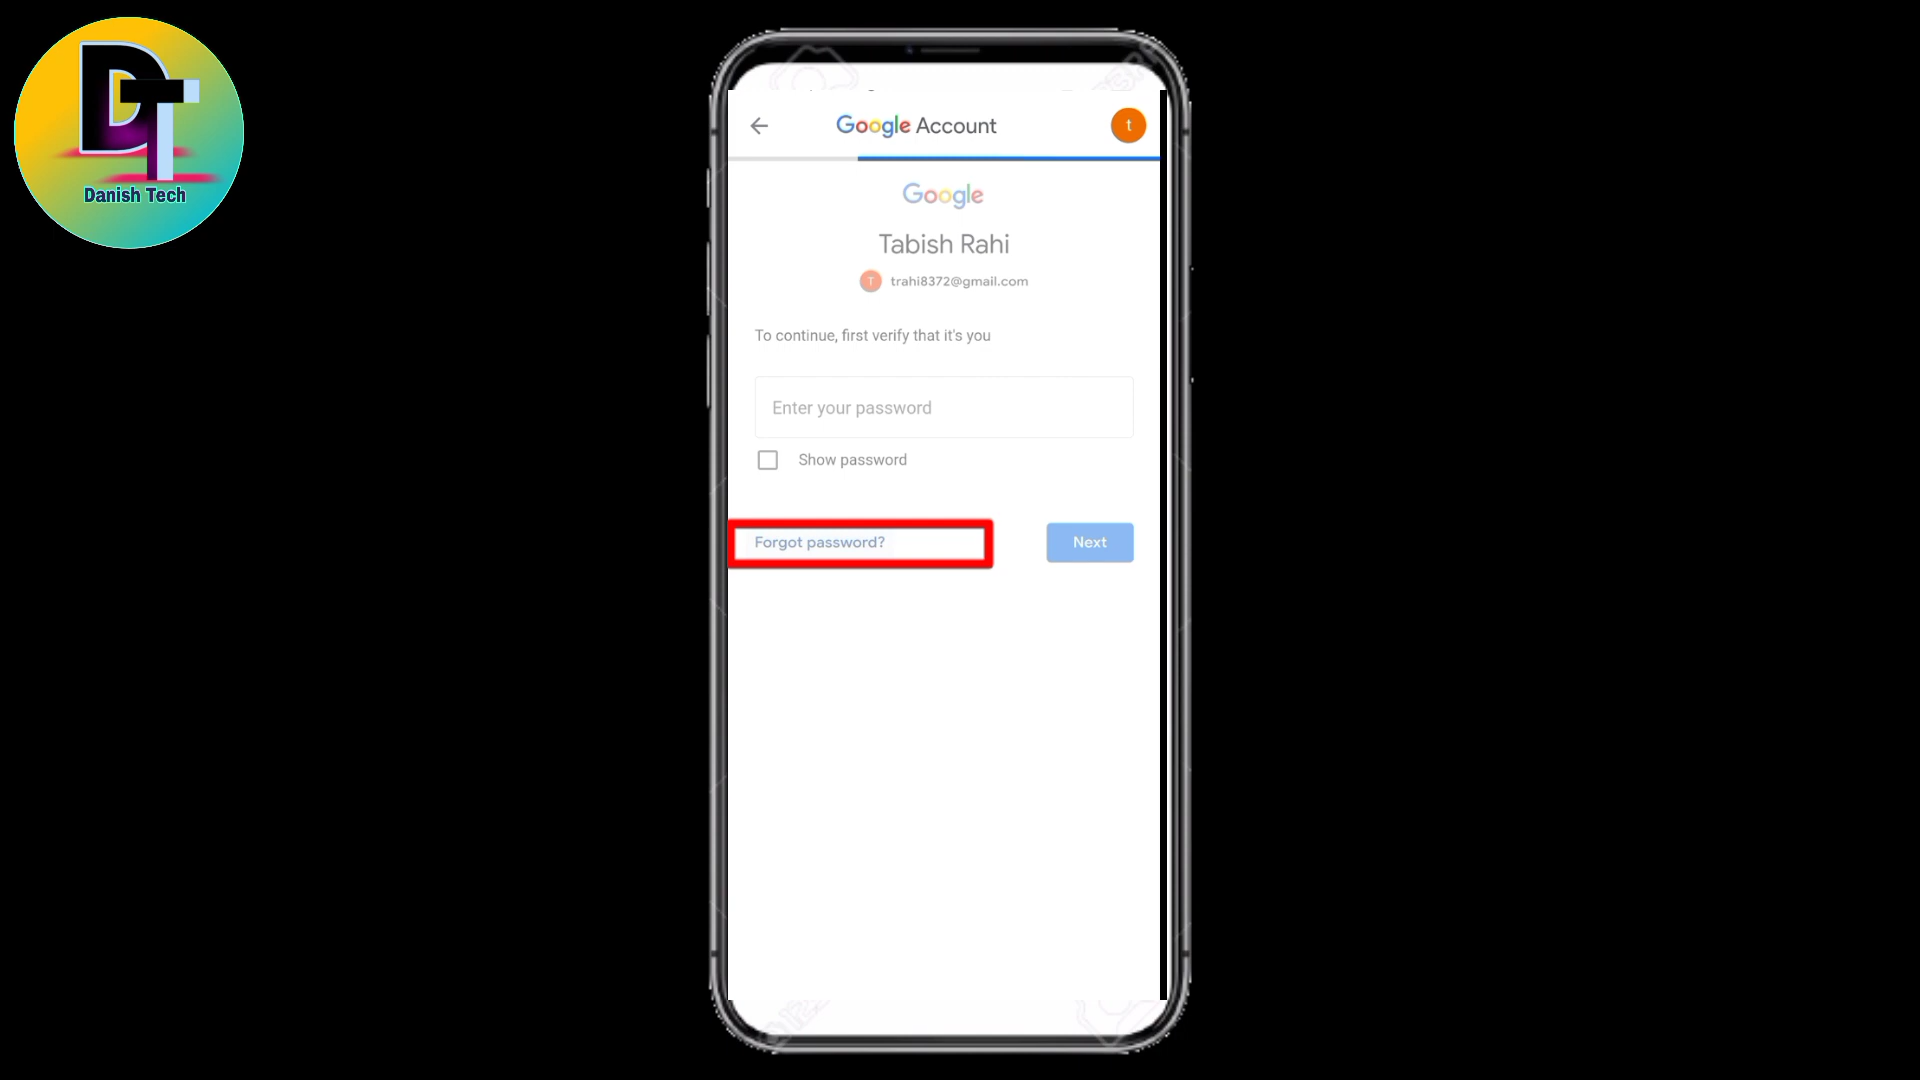 DT
Danish Tech
Google Account
t
Google
Tabish Rahi
T
trahi8372@gmail.com
To continue, first verify that it's you
Enter your password
Show password
Forgot password?
Next